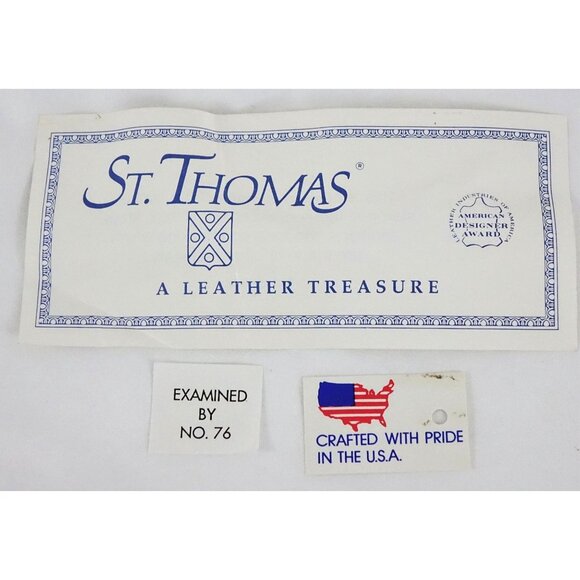 ST. THOMAS®
LEATHER INDUSTRIES OF AMERICA
AMERICAN
DESIGNER
AWARD
A LEATHER TREASURE
EXAMINED
BY
NO. 76
CRAFTED WITH PRIDE
IN THE U.S.A.